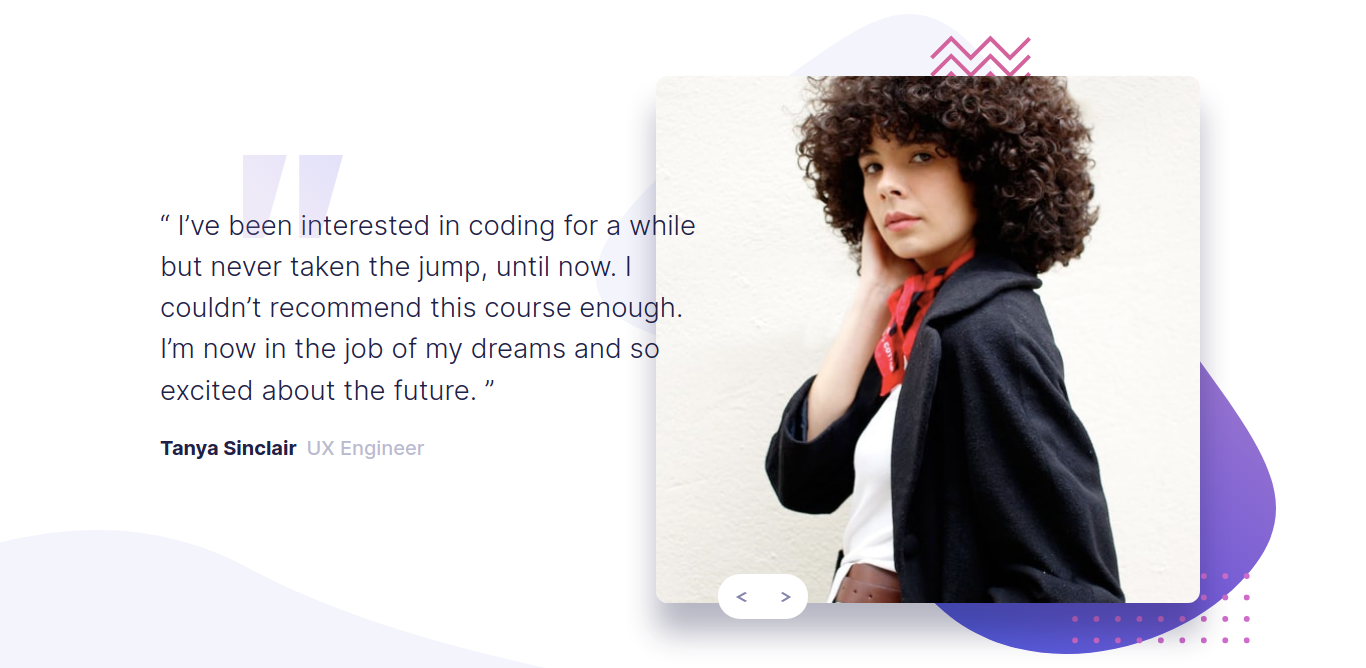 “ I’ve been interested in coding for a while
but never taken the jump, until now. I
couldn’t recommend this course enough.
I’m now in the job of my dreams and so
excited about the future. ”
Tanya Sinclair UX Engineer